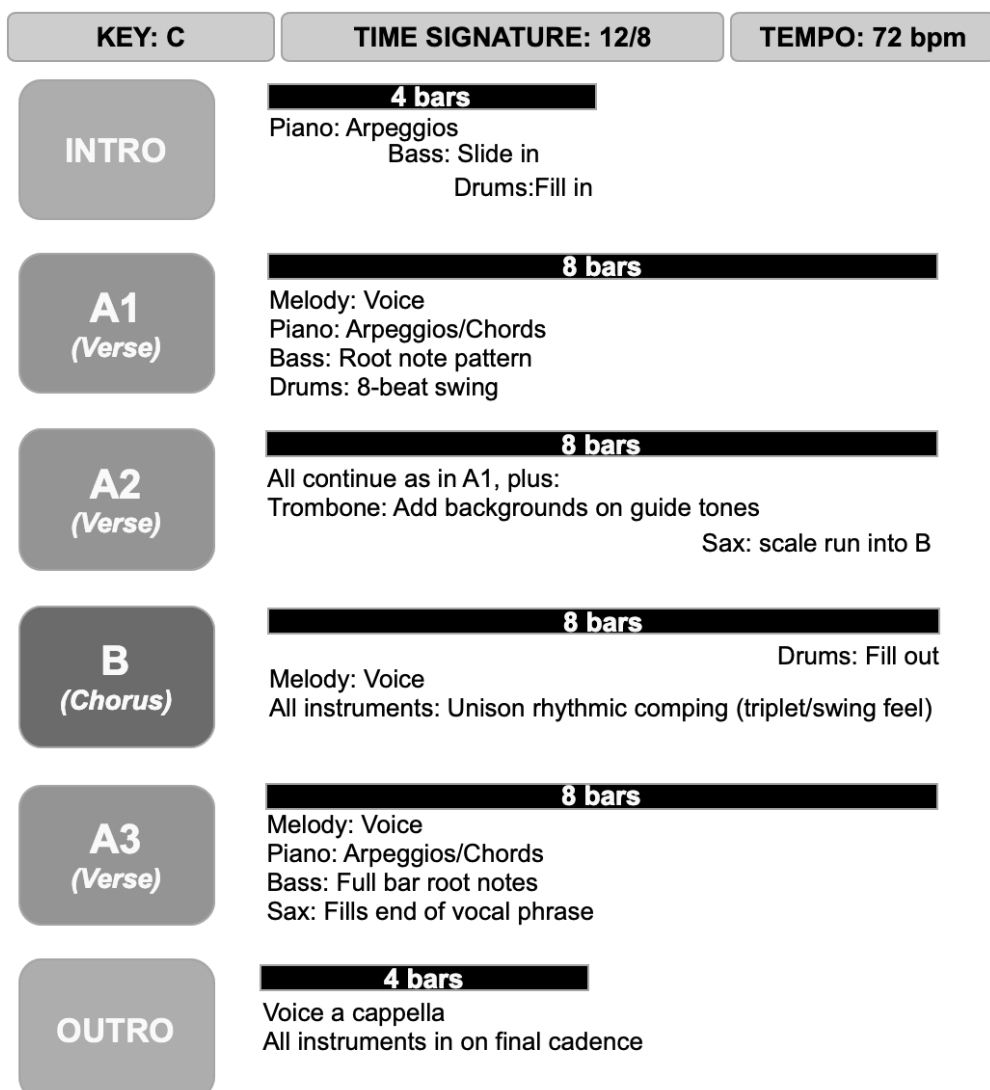 KEY: C
TIME SIGNATURE: 12/8
TEMPO: 72 bpm
INTRO
4 bars
Piano: Arpeggios
Bass: Slide in
Drums:Fill in
A1
(Verse)
8 bars
Melody: Voice
Piano: Arpeggios/Chords
Bass: Root note pattern
Drums: 8-beat swing
A2
(Verse)
8 bars
All continue as in A1, plus:
Trombone: Add backgrounds on guide tones
Sax: scale run into B
B
(Chorus)
8 bars
Drums: Fill out
Melody: Voice
All instruments: Unison rhythmic comping (triplet/swing feel)
A3
(Verse)
8 bars
Melody: Voice
Piano: Arpeggios/Chords
Bass: Full bar root notes
Sax: Fills end of vocal phrase
OUTRO
4 bars
Voice a cappella
All instruments in on final cadence